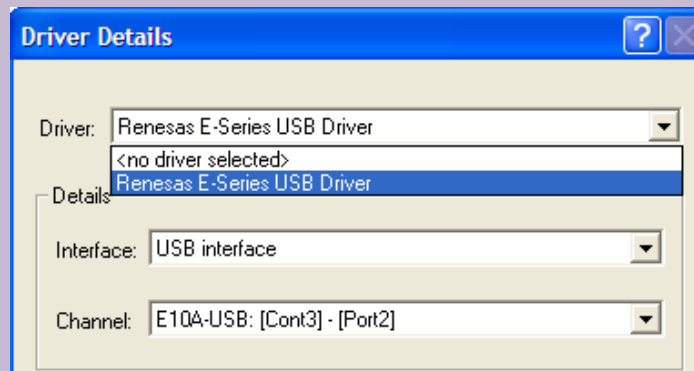 Driver Details
?
Driver: Renesas E-Series USB Driver
<no driver selected>
Renesas E-Series USB Driver
Details
Interface: USB interface
Channel: E10A-USB: [Cont3] - [Port2]